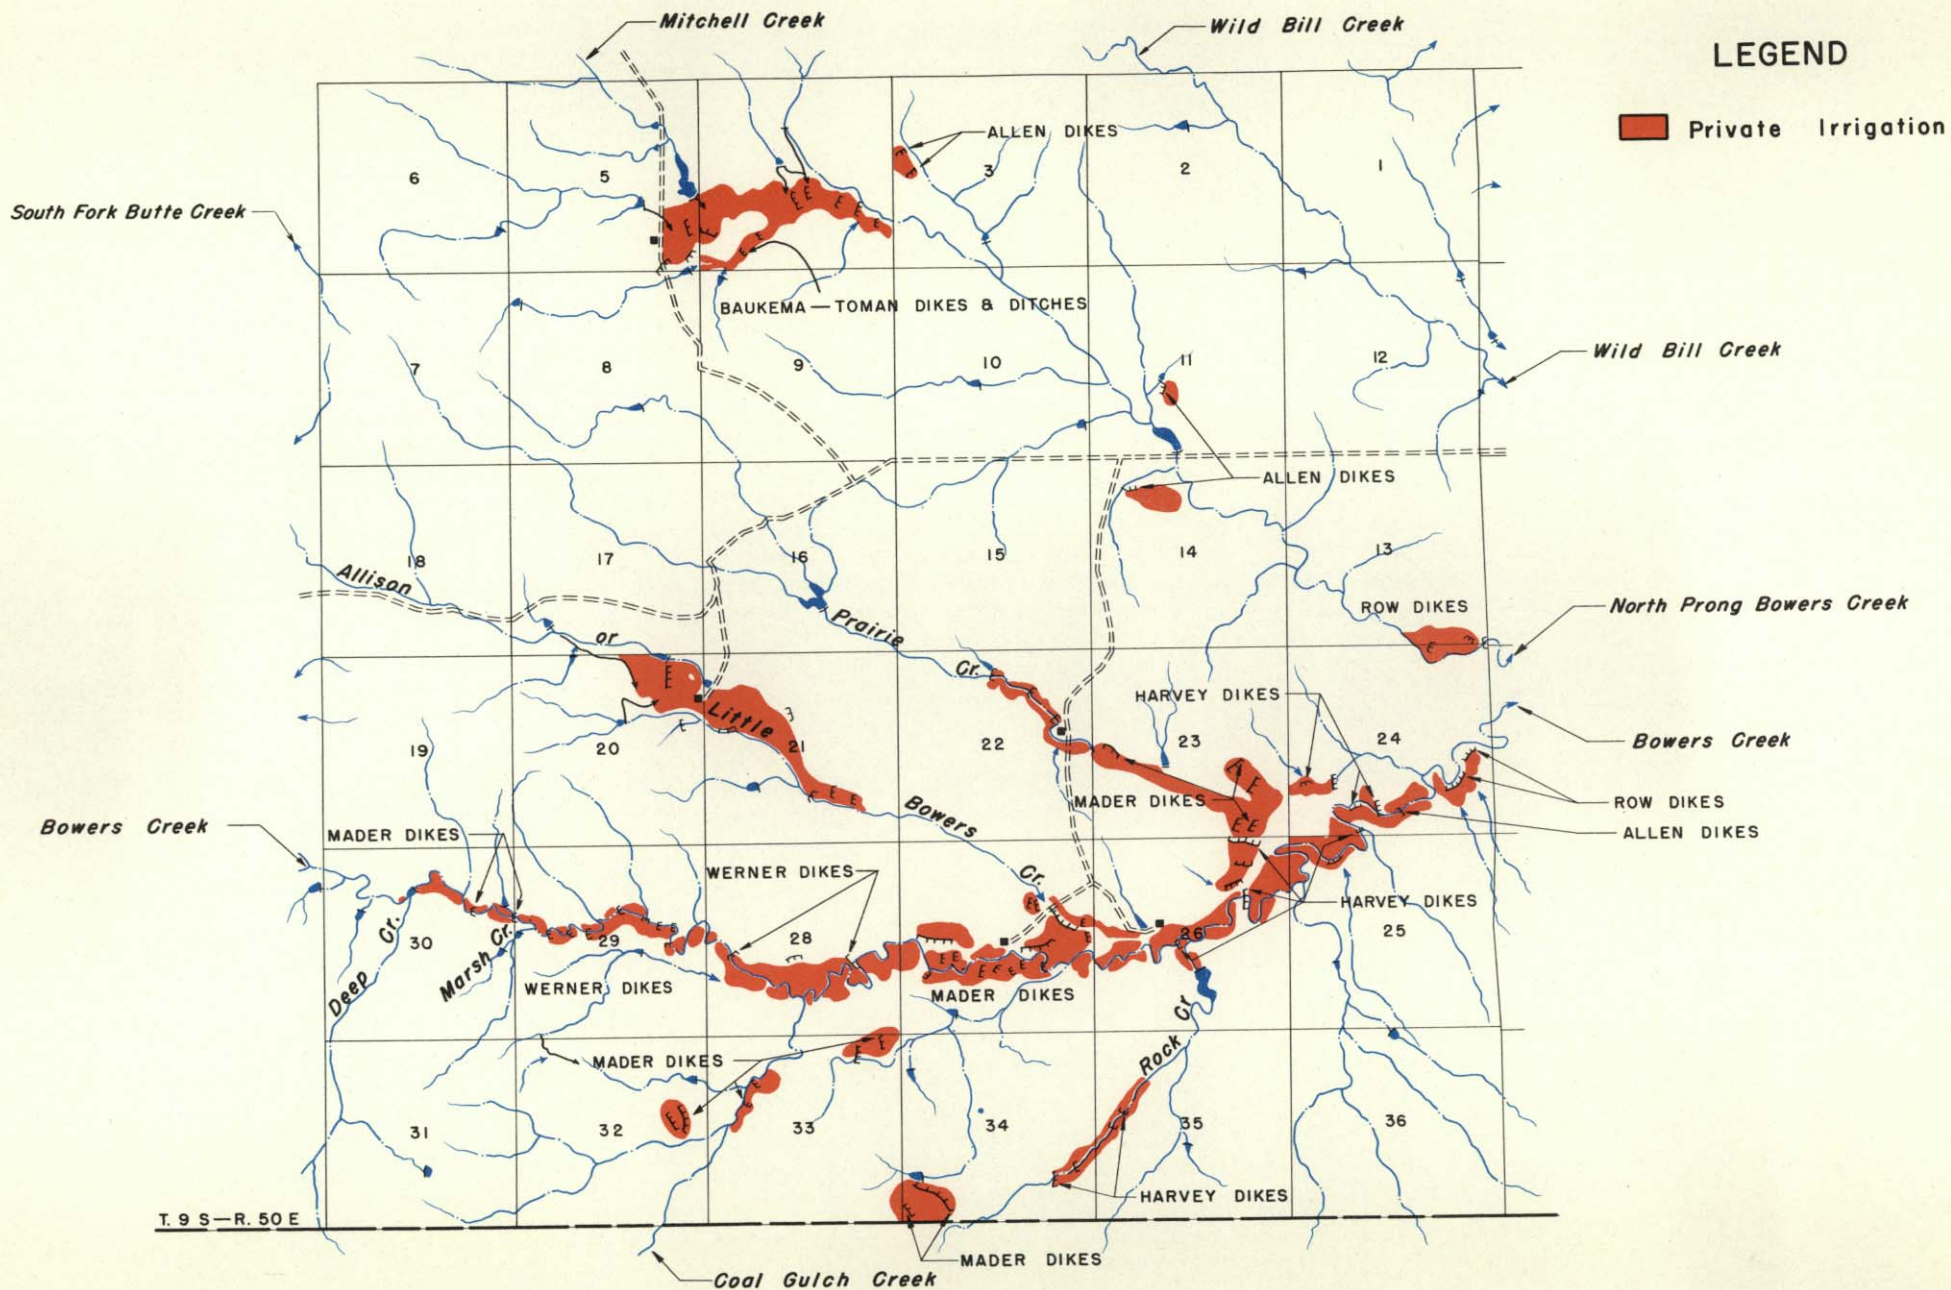 Mitchell Creek
Wild Bill Creek
LEGEND
Private Irrigation
ALLEN DIKES
6
5
3
2
1
South Fork Butte Creek
BAUKEMA—TOMAN DIKES & DITCHES
Wild Bill Creek
7
8
9
10
11
12
ALLEN DIKES
18
17
16
15
14
13
Allison
or
Prairie
Cr.
ROW DIKES
North Prong Bowers Creek
HARVEY DIKES
Little
19
20
21
22
23
24
Bowers Creek
MADER DIKES
Bowers
Cr.
ROW DIKES
ALLEN DIKES
Bowers Creek
MADER DIKES
WERNER DIKES
HARVEY DIKES
Deep Cr.
30
Marsh Cr.
29
28
26
25
WERNER DIKES
MADER DIKES
Rock Cr
MADER DIKES
31
32
33
34
35
36
HARVEY DIKES
T. 9 S—R. 50 E
MADER DIKES
Coal Gulch Creek